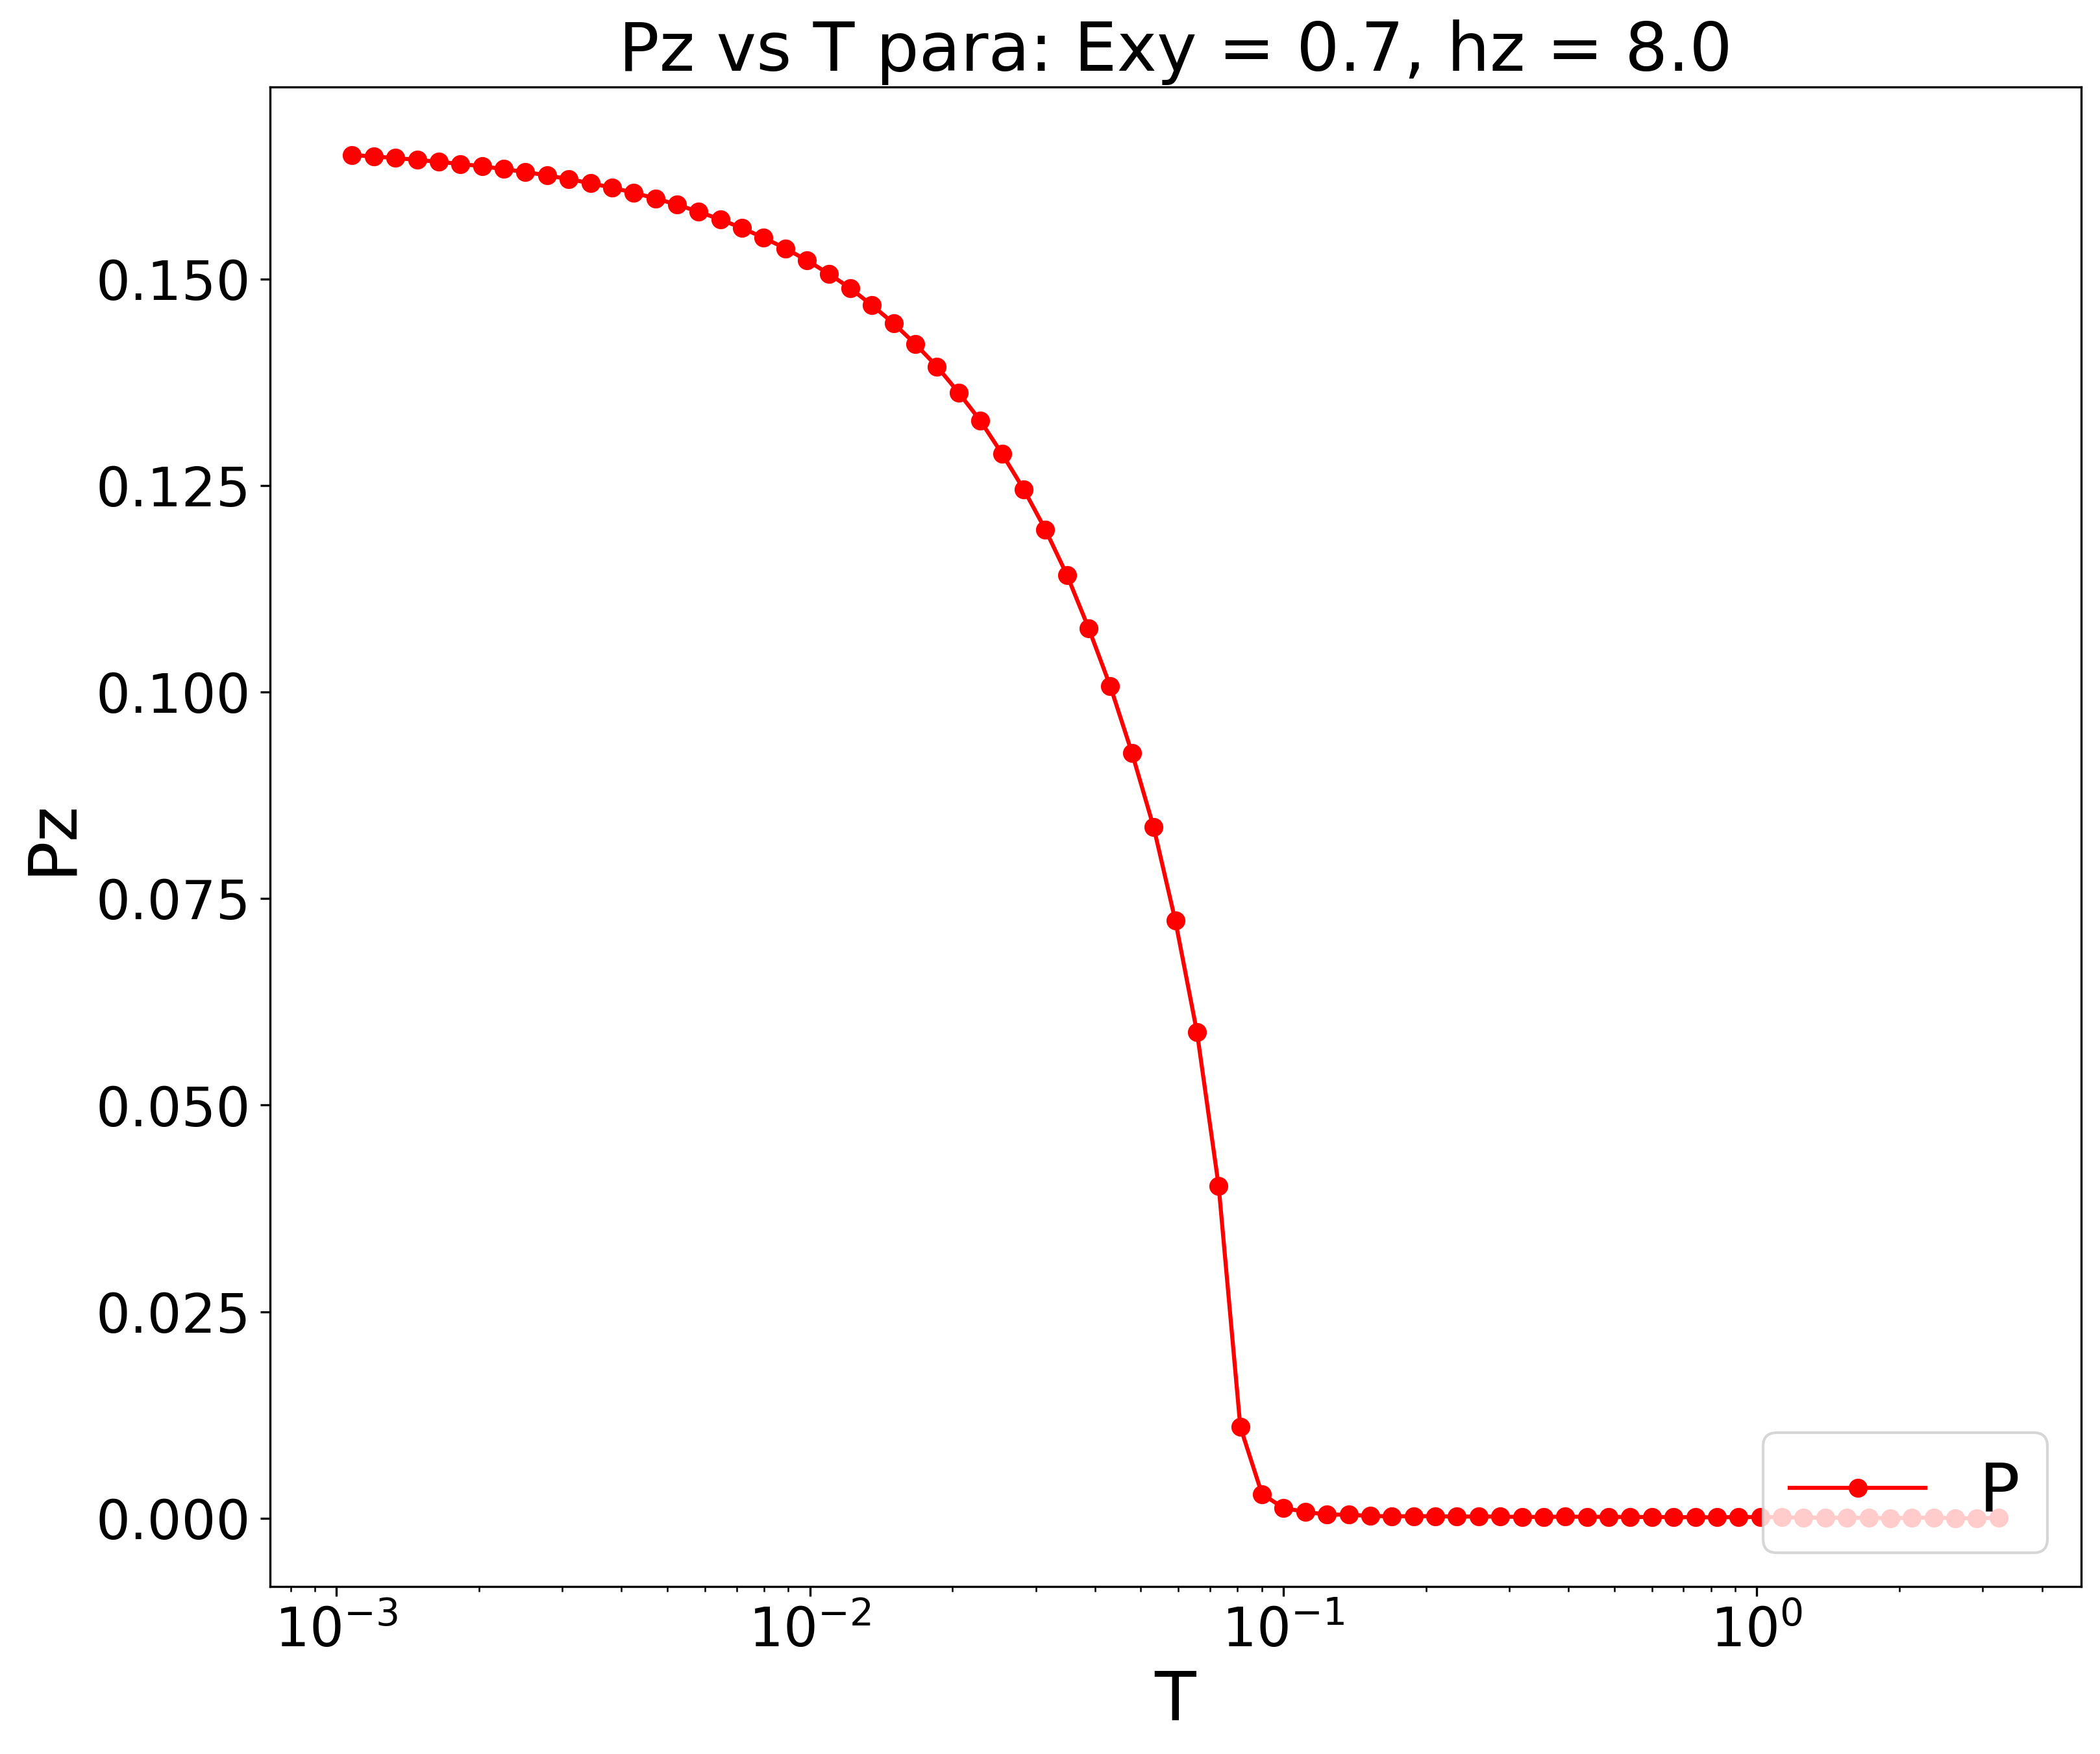 Pz vs T para: Exy = 0.7, hz = 8.0
Pz
0.150
0.125
0.100
0.075
0.050
0.025
0.000
P
10⁻³ 10⁻² 10⁻¹ 10⁰
T